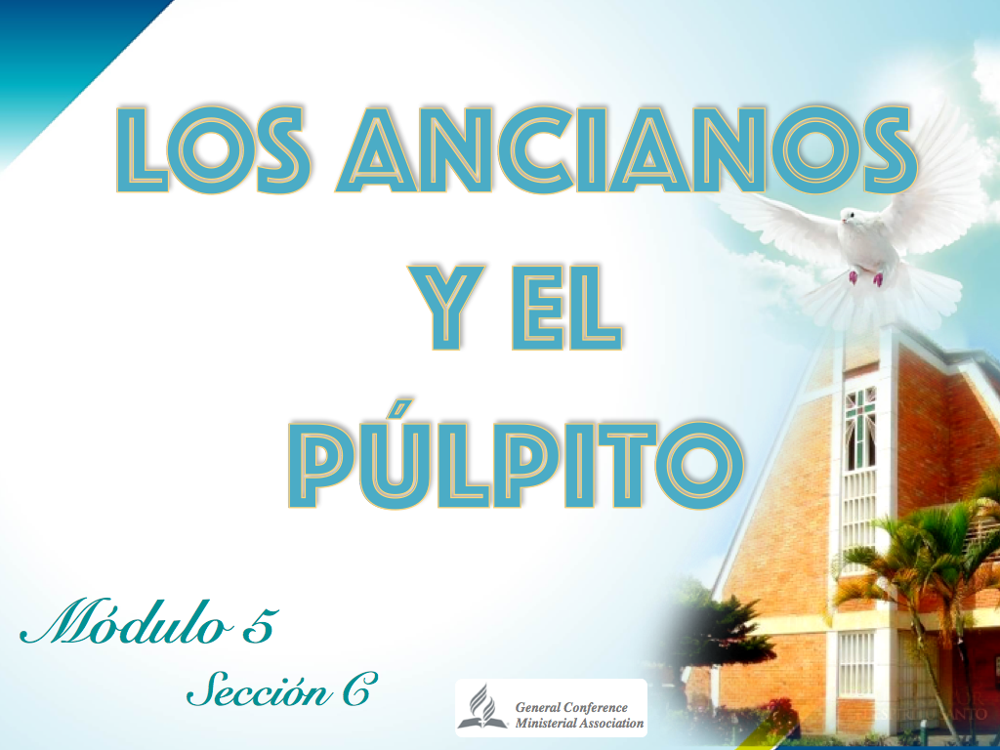 LOS ANCIANOS
Y EL
PÚLPITO
Módulo 5
Sección C
General Conference
Ministerial Association